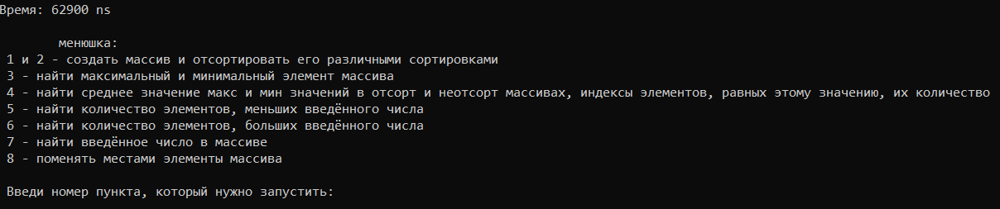 Время: 62900 ns
менюшка:
1 и 2 - создать массив и отсортировать его различными сортировками
3 - найти максимальный и минимальный элемент массива
4 - найти среднее значение макс и мин значений в отсорт и неотсорт массивах, индексы элементов, равных этому значению, их количество
5 - найти количество элементов, меньших введённого числа
6 - найти количество элементов, больших введённого числа
7 - найти введённое число в массиве
8 - поменять местами элементы массива
Введи номер пункта, который нужно запустить: